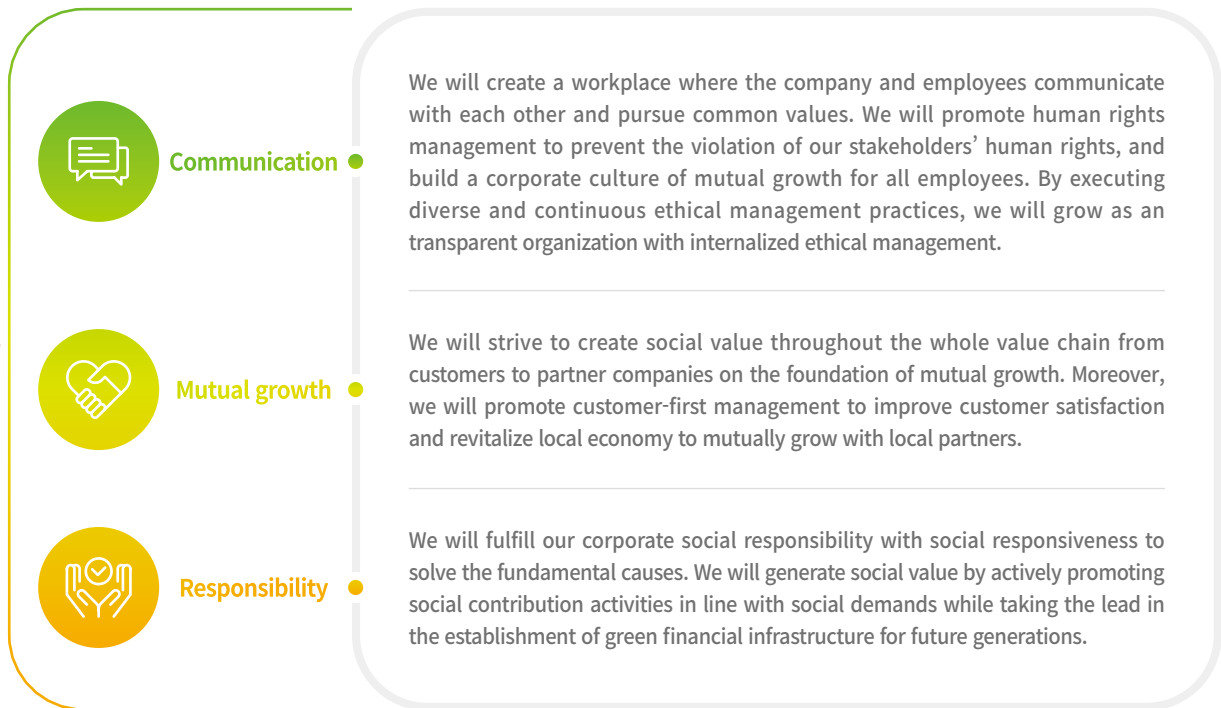 Communication
We will create a workplace where the company and employees communicate
with each other and pursue common values. We will promote human rights
management to prevent the violation of our stakeholders’ human rights, and
build a corporate culture of mutual growth for all employees. By executing
diverse and continuous ethical management practices, we will grow as an
transparent organization with internalized ethical management.
Mutual growth
We will strive to create social value throughout the whole value chain from
customers to partner companies on the foundation of mutual growth. Moreover,
we will promote customer-first management to improve customer satisfaction
and revitalize local economy to mutually grow with local partners.
Responsibility
We will fulfill our corporate social responsibility with social responsiveness to
solve the fundamental causes. We will generate social value by actively promoting
social contribution activities in line with social demands while taking the lead in
the establishment of green financial infrastructure for future generations.